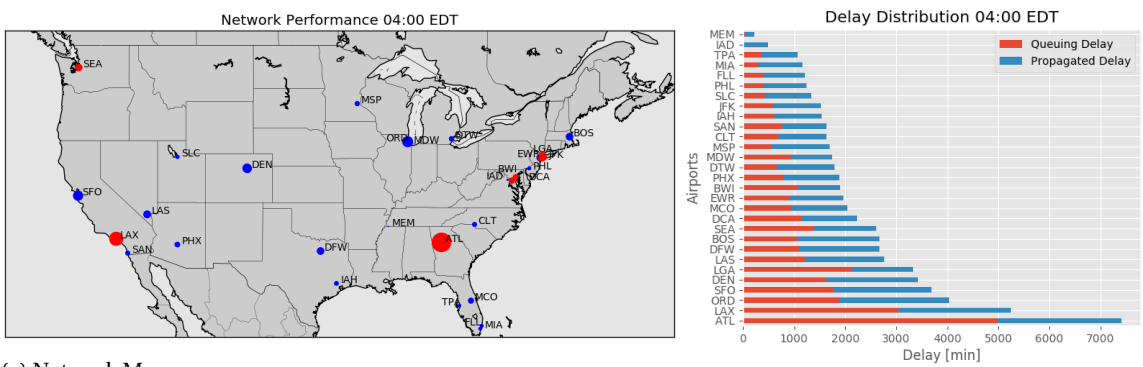 Network Performance 04:00 EDT
SEA
MSP
ORD
MDW
DTW
BOS
SLC
DEN
LGA
EWR
JFK
PHL
BWI
IAD
DCA
SFO
LAS
LAX
SAN
PHX
MEM
CLT
ATL
DFW
IAH
TPA
MCO
FLL
MIA
Delay Distribution 04:00 EDT
Airports
MEM
IAD
TPA
MIA
FLL
PHL
SLC
JFK
IAH
SAN
CLT
MSP
MDW
DTW
PHX
BWI
EWR
MCO
DCA
SEA
BOS
DFW
LAS
LGA
DEN
SFO
ORD
LAX
ATL
Queuing Delay
Propagated Delay
0 1000 2000 3000 4000 5000 6000 7000
Delay [min]